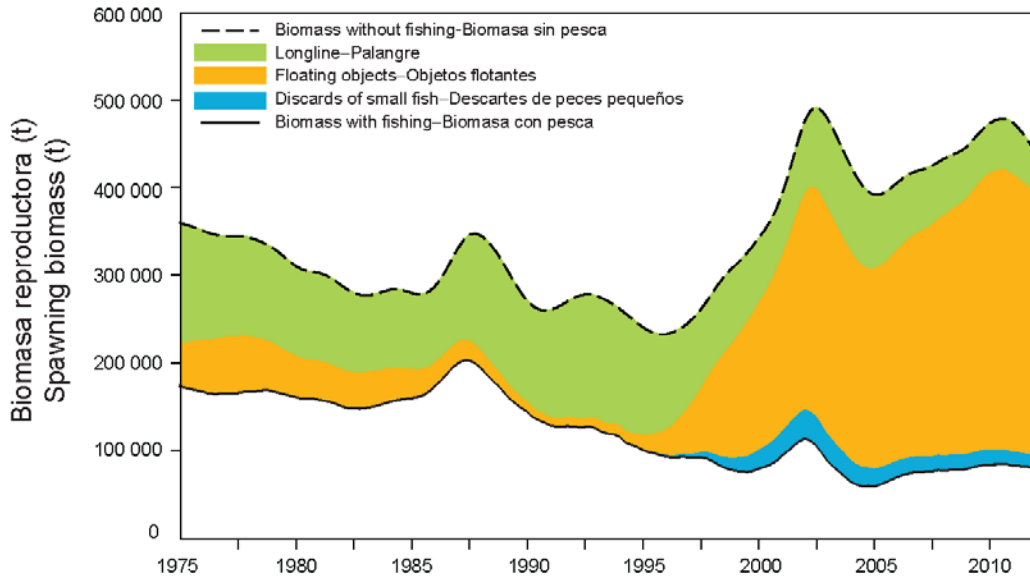 600 000
500 000
400 000
300 000
200 000
100 000
0
Biomasa reproductora (t)
Spawning biomass (t)
Biomass without fishing-Biomasa sin pesca
Longline–Palangre
Floating objects–Objetos flotantes
Discards of small fish–Descartes de peces pequeños
Biomass with fishing–Biomasa con pesca
1975 1980 1985 1990 1995 2000 2005 2010